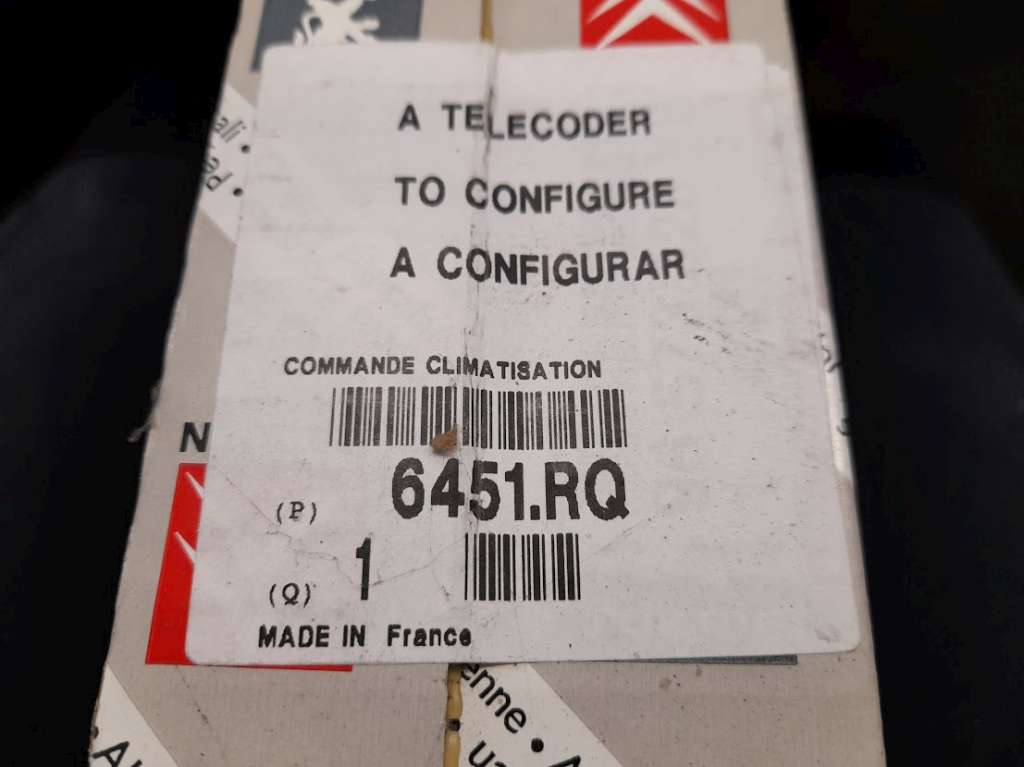 A TELECODER
TO CONFIGURE
A CONFIGURAR
COMMANDE CLIMATISATION
(P) 6451.RQ
(Q) 1
MADE IN France